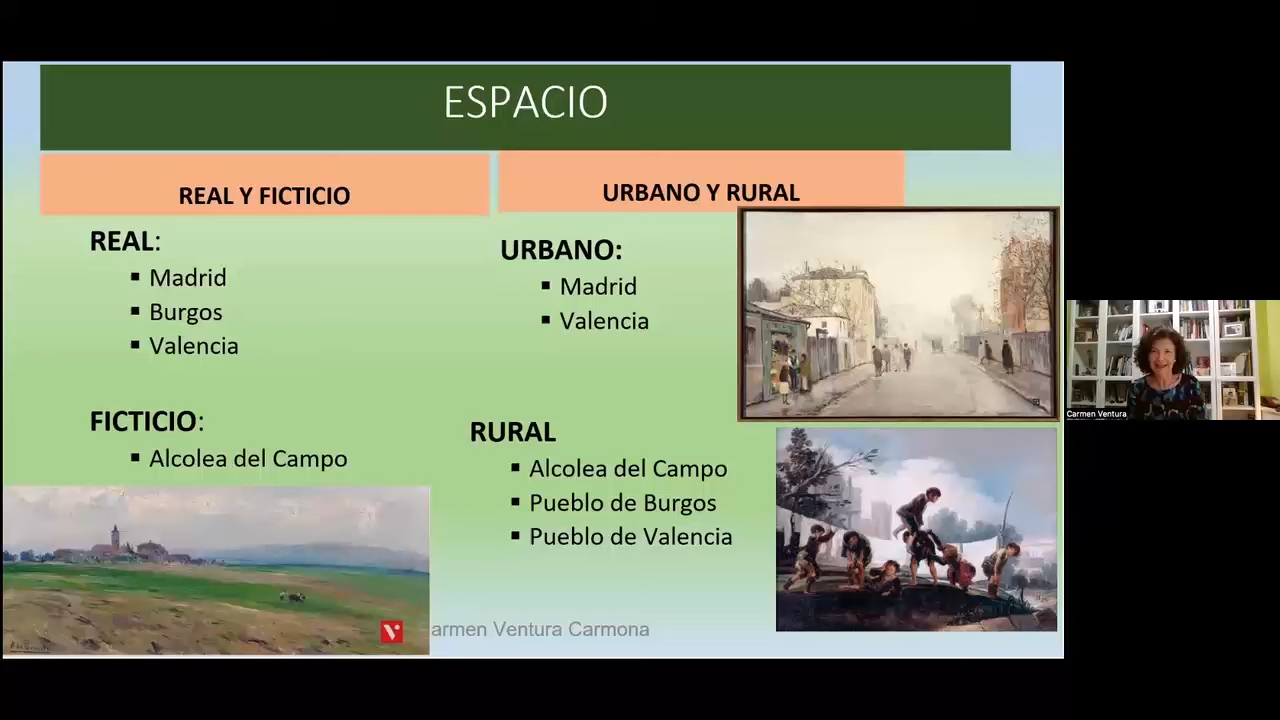 ESPACIO
REAL Y FICTICIO
REAL:
▪ Madrid
▪ Burgos
▪ Valencia
FICTICIO:
▪ Alcolea del Campo
URBANO Y RURAL
URBANO:
▪ Madrid
▪ Valencia
RURAL
▪ Alcolea del Campo
▪ Pueblo de Burgos
▪ Pueblo de Valencia
armen Ventura Carmona
Carmen Ventura